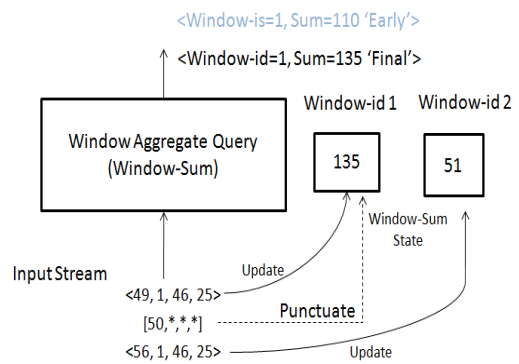 <Window-is=1, Sum=110 ‘Early’>
<Window-id=1, Sum=135 ‘Final’>
Window-id 1
Window-id 2
Window Aggregate Query
(Window-Sum)
135
51
Window-Sum
State
Input Stream
Update
<49, 1, 46, 25>
[50,*,*,*]
Punctuate
<56, 1, 46, 25>
Update